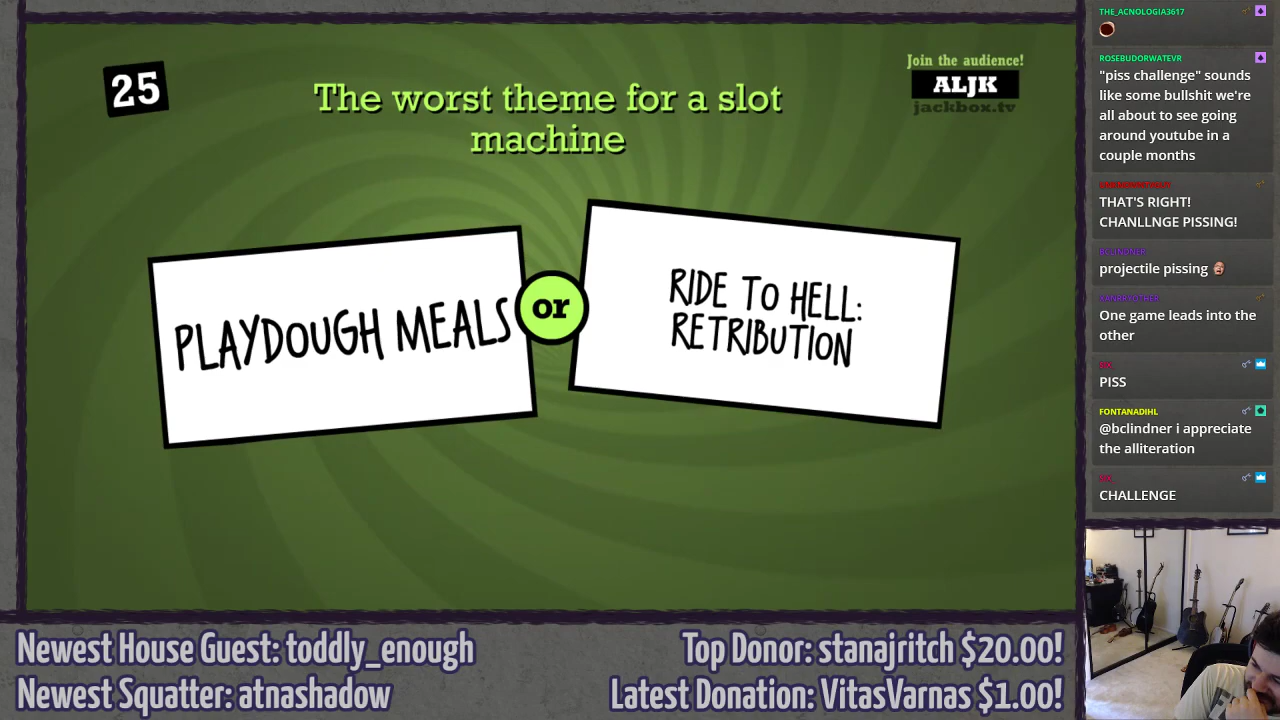 25
The worst theme for a slot
machine
Join the audience!
ALJK
jackbox.tv
PLAYDOUGH MEALS
or
RIDE TO HELL:
RETRIBUTION
THE_ACNOLOGIA3617
ROSEBUDORWATEVR
"piss challenge" sounds
like some bullshit we're
all about to see going
around youtube in a
couple months
THAT'S RIGHT!
CHANLLNGE PISSING!
BCLINDNER
projectile pissing
One game leads into the
other
PISS
FONTANADIHL
@bclindner i appreciate
the alliteration
CHALLENGE
Newest House Guest: toddly_enough
Newest Squatter: atnashadow
Top Donor: stanajritch $20.00!
Latest Donation: VitasVarnas $1.00!